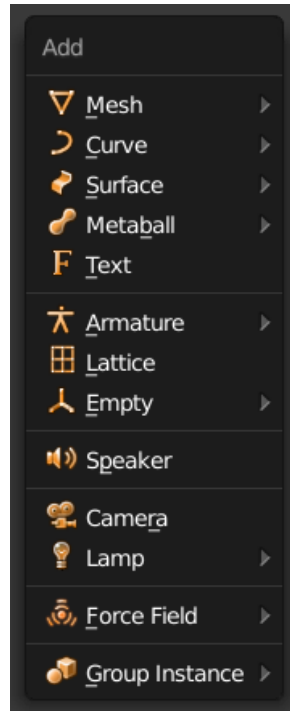 Add
Mesh
Curve
Surface
Metaball
Text
Armature
Lattice
Empty
Speaker
Camera
Lamp
Force Field
Group Instance